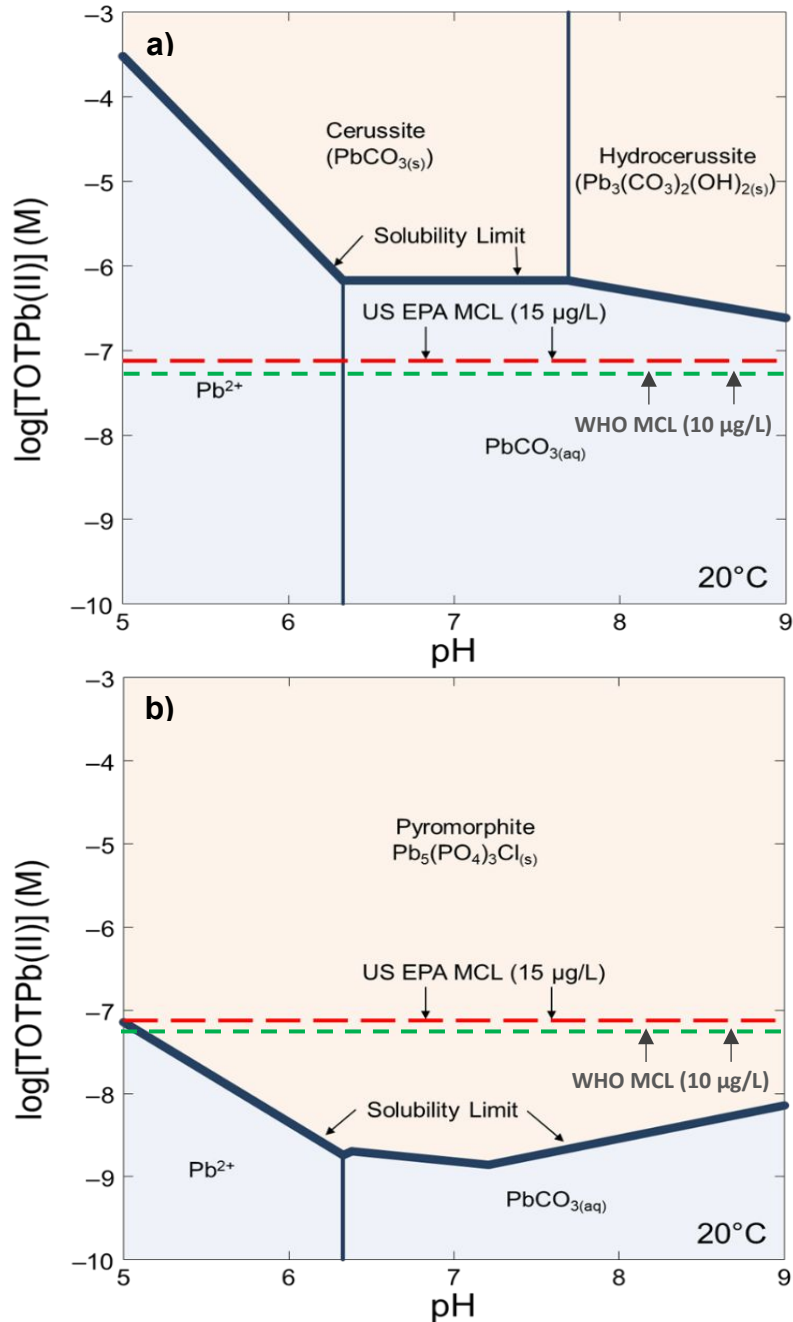 a)
log[TOTPb(II)] (M)
–3
–4
–5
–6
–7
–8
–9
–10
Cerussite
(PbCO₃₍ₛ₎)
Hydrocerussite
(Pb₃(CO₃)₂(OH)₂₍ₛ₎)
Solubility Limit
US EPA MCL (15 µg/L)
Pb²⁺
WHO MCL (10 µg/L)
PbCO₃₍aq₎
20°C
5 6 7 8 9
pH
b)
log[TOTPb(II)] (M)
–3
–4
–5
–6
–7
–8
–9
–10
Pyromorphite
Pb₅(PO₄)₃Cl₍ₛ₎
US EPA MCL (15 µg/L)
WHO MCL (10 µg/L)
Solubility Limit
Pb²⁺
PbCO₃₍aq₎
20°C
5 6 7 8 9
pH